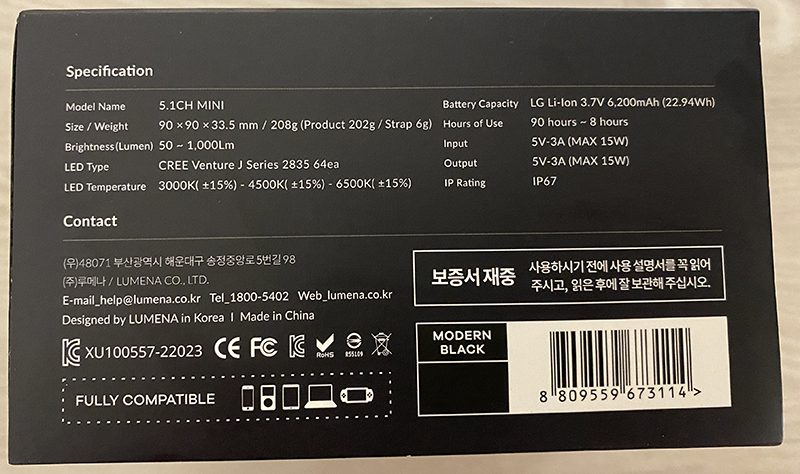 Specification
Model Name 5.1CH MINI
Size / Weight 90 × 90 × 33.5 mm / 208g (Product 202g / Strap 6g)
Brightness(Lumen) 50 ~ 1,000Lm
LED Type CREE Venture J Series 2835 64ea
LED Temperature 3000K( ±15%) - 4500K( ±15%) - 6500K( ±15%)
Battery Capacity LG Li-Ion 3.7V 6,200mAh (22.94Wh)
Hours of Use 90 hours ~ 8 hours
Input 5V-3A (MAX 15W)
Output 5V-3A (MAX 15W)
IP Rating IP67
Contact
(우)48071 부산광역시 해운대구 송정중앙로5번길 98
(주)루메나 / LUMENA CO., LTD.
E-mail_help@lumena.co.kr Tel_1800-5402 Web_lumena.co.kr
Designed by LUMENA in Korea I Made in China
XU100557-22023 CE FC RoHS
FULLY COMPATIBLE
보증서 재중
사용하시기 전에 사용 설명서를 꼭 읽어
주시고, 읽은 후에 잘 보관해 주십시오.
MODERN
BLACK
8 809559 673114 >